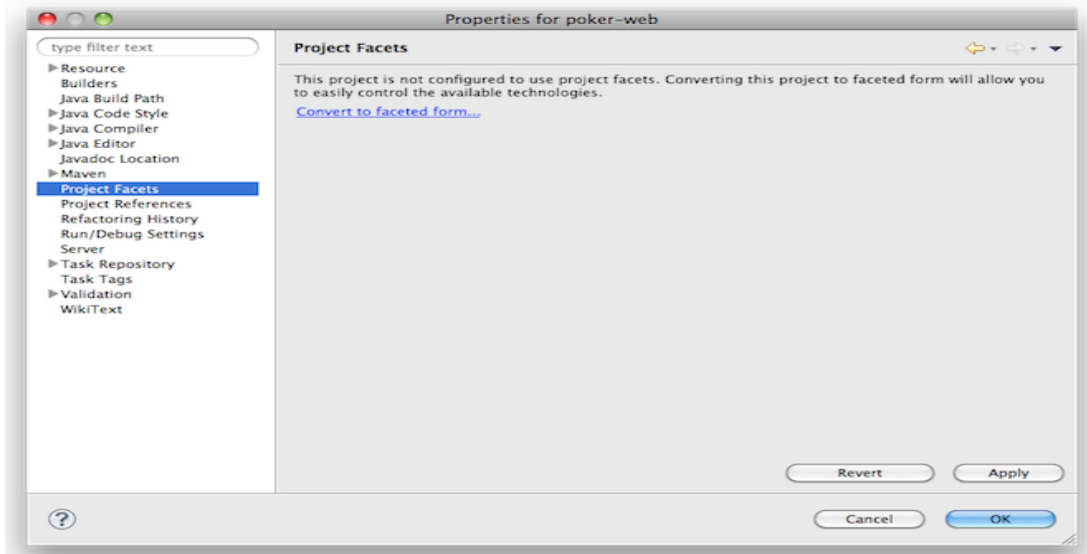 Properties for poker-web
type filter text
Resource
Builders
Java Build Path
Java Code Style
Java Compiler
Java Editor
Javadoc Location
Maven
Project Facets
Project References
Refactoring History
Run/Debug Settings
Server
Task Repository
Task Tags
Validation
WikiText
Project Facets
This project is not configured to use project facets. Converting this project to faceted form will allow you
to easily control the available technologies.
Convert to faceted form...
Revert
Apply
?
Cancel
OK